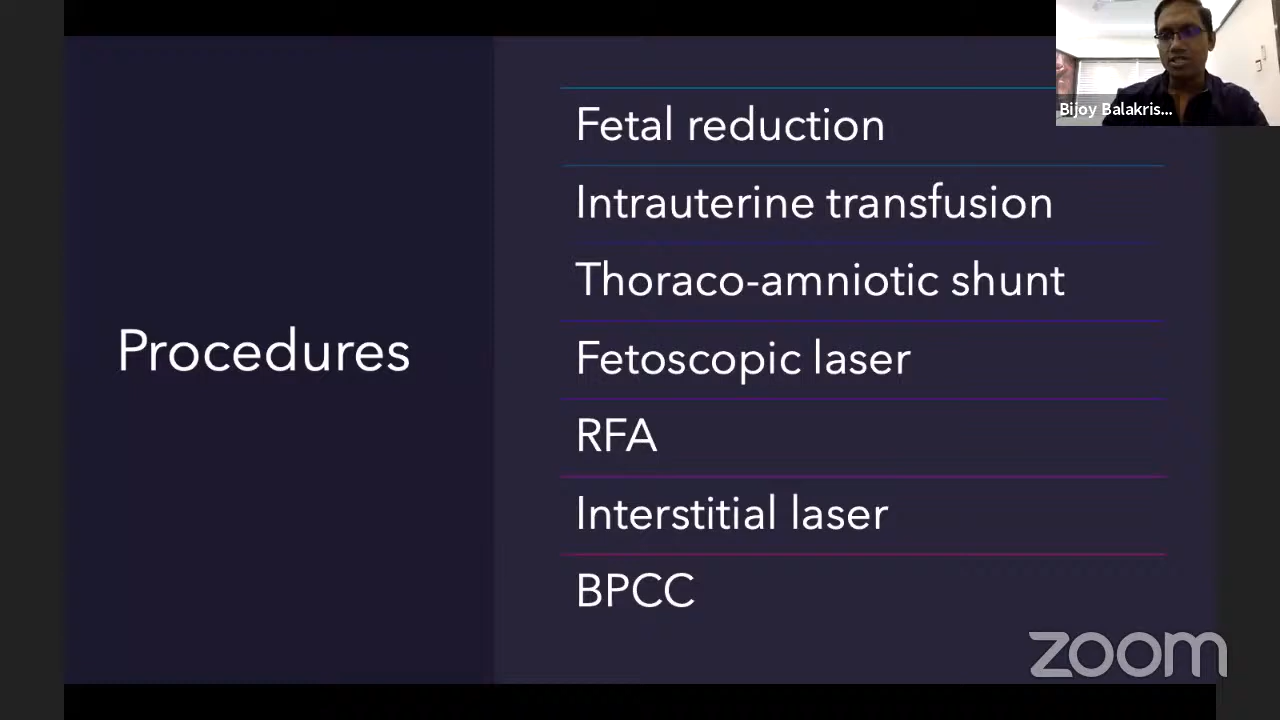 Bijoy Balakris...
Procedures
Fetal reduction
Intrauterine transfusion
Thoraco-amniotic shunt
Fetoscopic laser
RFA
Interstitial laser
BPCC
zoom